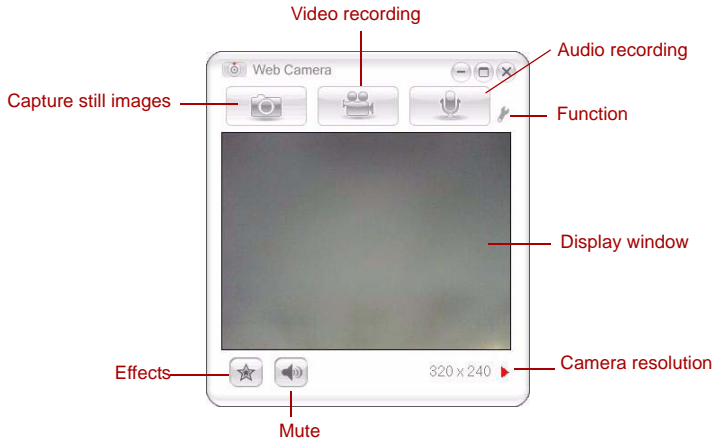 Video recording
Audio recording
Web Camera
Capture still images
Function
Display window
Effects
320 x 240
Camera resolution
Mute